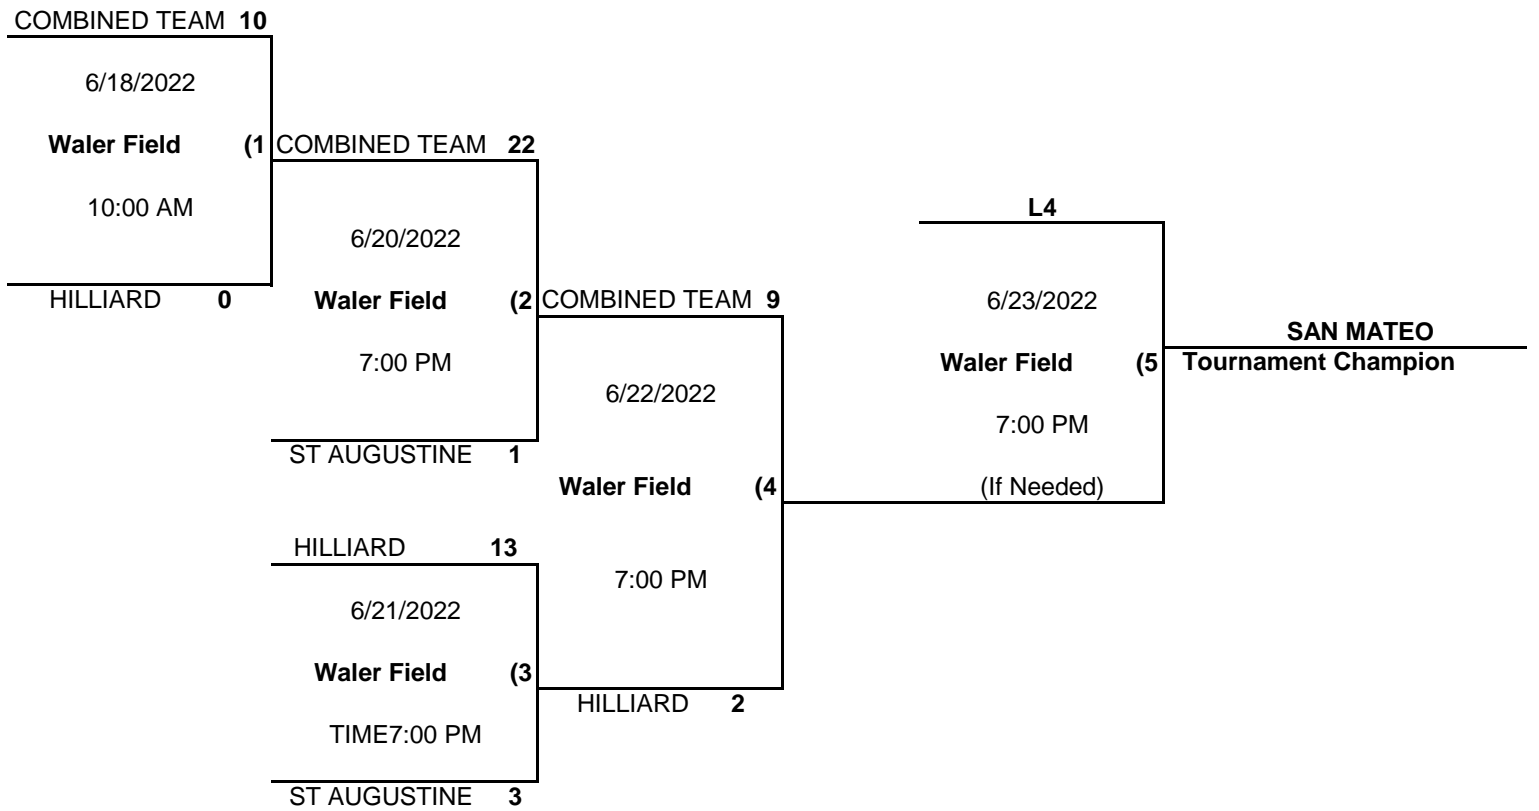 COMBINED TEAM 10
6/18/2022
Waler Field (1
10:00 AM
HILLIARD 0
COMBINED TEAM 22
6/20/2022
Waler Field (2
7:00 PM
ST AUGUSTINE 1
HILLIARD 13
6/21/2022
Waler Field (3
TIME7:00 PM
ST AUGUSTINE 3
COMBINED TEAM 9
6/22/2022
Waler Field (4
7:00 PM
HILLIARD 2
L4
6/23/2022
Waler Field (5
7:00 PM
(If Needed)
SAN MATEO
Tournament Champion